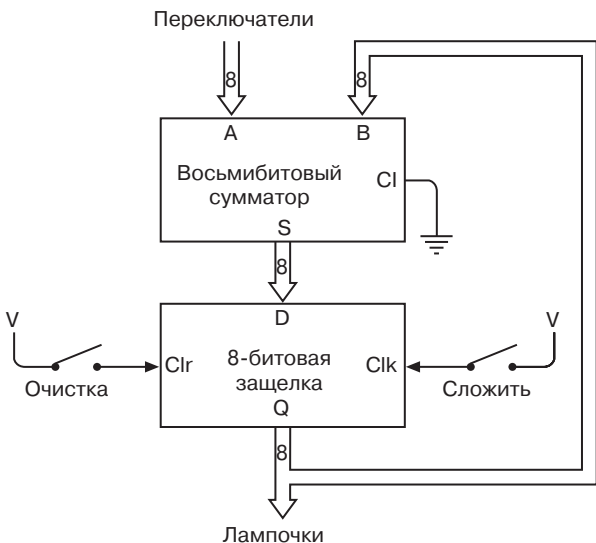 Переключатели
8
8
A
B
Восьмибитовый
сумматор
CI
S
8
V
V
D
Clr
8-битовая
защелка
Clk
Очистка
Сложить
Q
8
Лампочки